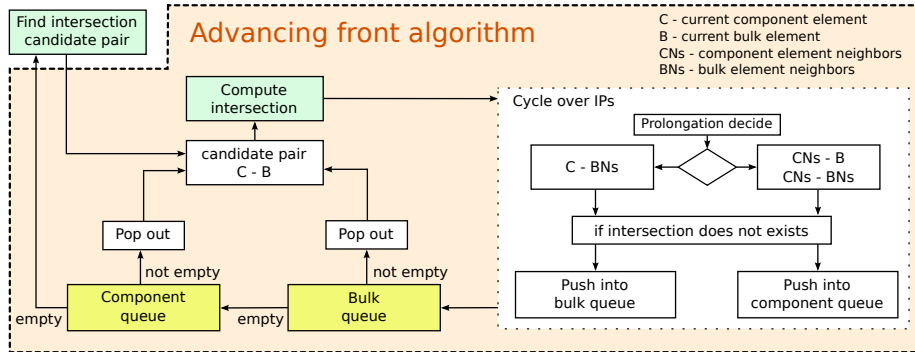 Find intersection
candidate pair
Advancing front algorithm
C - current component element
B - current bulk element
CNs - component element neighbors
BNs - bulk element neighbors
Compute
intersection
Cycle over IPs
Prolongation decide
candidate pair
C - B
C - BNs
CNs - B
CNs - BNs
Pop out
Pop out
if intersection does not exists
not empty
not empty
Component
queue
Bulk
queue
Push into
bulk queue
Push into
component queue
empty
empty